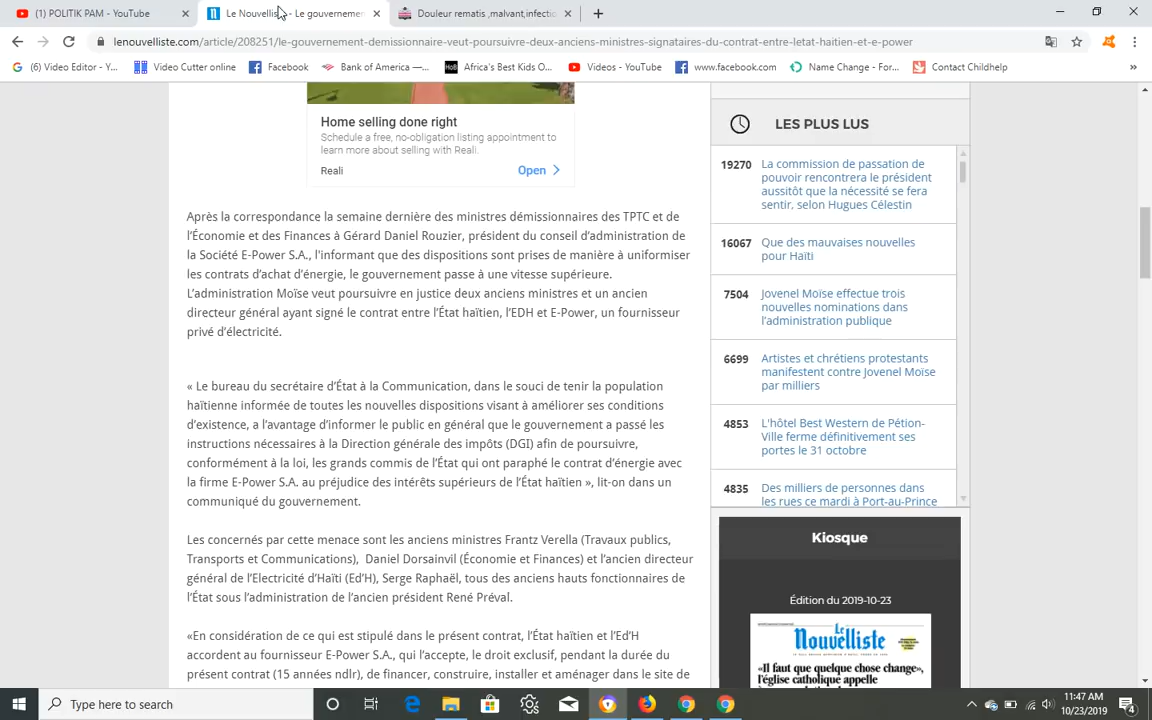 (1) POLITIK PAM - YouTube
Le Nouvellis - Le gouvernemen
Douleur rematis ,malvant,infectio
lenouvelliste.com/article/208251/le-gouvernement-demissionnaire-veut-poursuivre-deux-anciens-ministres-signataires-du-contrat-entre-letat-haitien-et-e-power
(6) Video Editor - Y...
Video Cutter online
Facebook
Bank of America —...
Africa's Best Kids O...
Videos - YouTube
www.facebook.com
Name Change - For...
Contact Childhelp
»
Home selling done right
Schedule a free, no-obligation listing appointment to
learn more about selling with Reali.
Reali
Open
Après la correspondance la semaine dernière des ministres démissionnaires des TPTC et de
l'Économie et des Finances à Gérard Daniel Rouzier, président du conseil d'administration de
la Société E-Power S.A., l'informant que des dispositions sont prises de manière à uniformiser
les contrats d'achat d'énergie, le gouvernement passe à une vitesse supérieure.
L'administration Moïse veut poursuivre en justice deux anciens ministres et un ancien
directeur général ayant signé le contrat entre l'État haïtien, l'EDH et E-Power, un fournisseur
privé d'électricité.
« Le bureau du secrétaire d'État à la Communication, dans le souci de tenir la population
haïtienne informée de toutes les nouvelles dispositions visant à améliorer ses conditions
d'existence, a l'avantage d'informer le public en général que le gouvernement a passé les
instructions nécessaires à la Direction générale des impôts (DGI) afin de poursuivre,
conformément à la loi, les grands commis de l'État qui ont paraphé le contrat d'énergie avec
la firme E-Power S.A. au préjudice des intérêts supérieurs de l'État haïtien », lit-on dans un
communiqué du gouvernement.
Les concernés par cette menace sont les anciens ministres Frantz Verella (Travaux publics,
Transports et Communications), Daniel Dorsainvil (Économie et Finances) et l'ancien directeur
général de l'Electricité d'Haïti (Ed'H), Serge Raphaël, tous des anciens hauts fonctionnaires de
l'État sous l'administration de l'ancien président René Préval.
«En considération de ce qui est stipulé dans le présent contrat, l'État haïtien et l'Ed'H
accordent au fournisseur E-Power S.A., qui l'accepte, le droit exclusif, pendant la durée du
présent contrat (15 années ndlr), de financer, construire, installer et aménager dans le site de
LES PLUS LUS
19270
La commission de passation de
pouvoir rencontrera le président
aussitôt que la nécessité se fera
sentir, selon Hugues Célestin
16067
Que des mauvaises nouvelles
pour Haïti
7504
Jovenel Moïse effectue trois
nouvelles nominations dans
l'administration publique
6699
Artistes et chrétiens protestants
manifestent contre Jovenel Moïse
par milliers
4853
L'hôtel Best Western de Pétion-
Ville ferme définitivement ses
portes le 31 octobre
4835
Des milliers de personnes dans
les rues ce mardi à Port-au-Prince
Kiosque
Édition du 2019-10-23
Le
Nouvelliste
«Il faut que quelque chose change»,
l'église catholique appelle
Type here to search
11:47 AM
10/23/2019
4